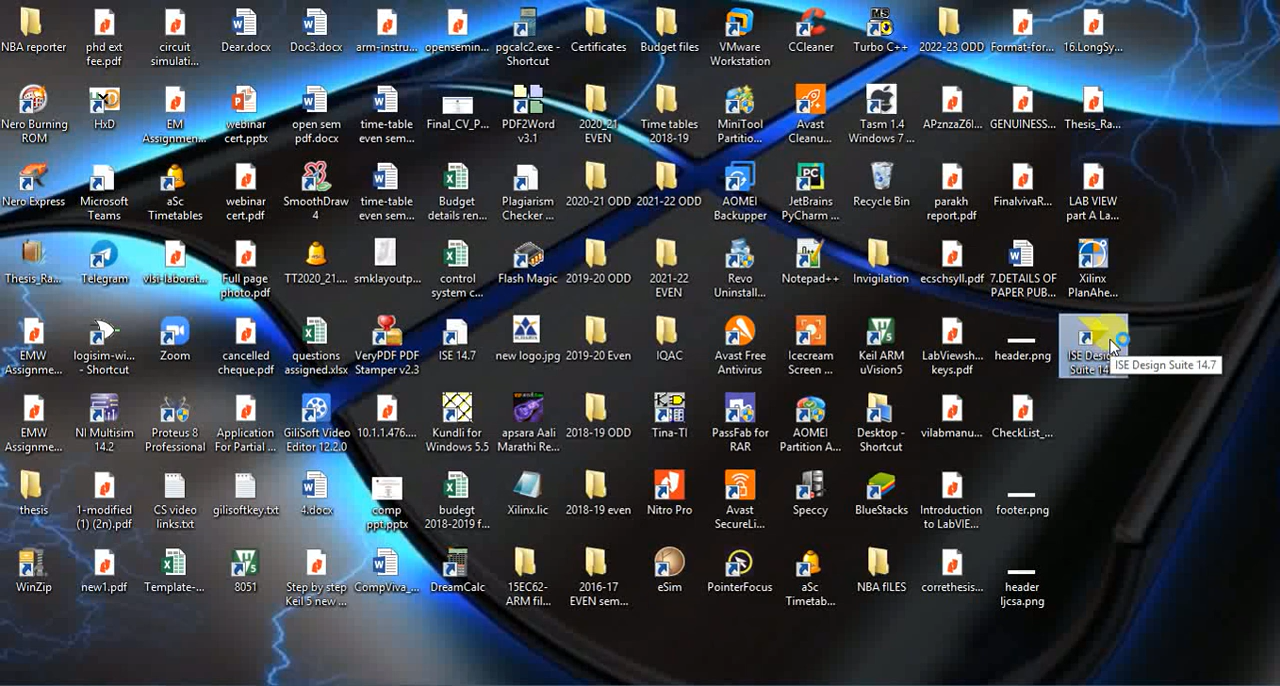 NBA reporter
phd ext
fee.pdf
circuit
simulati...
Dear.docx
Doc3.docx
arm-instru...
opensemin...
pgcalc2.exe -
Shortcut
Certificates
Budget files
VMware
Workstation
CCleaner
MS
Turbo C++
2022-23 ODD
Format-for...
16.LongSy...
Nero Burning
ROM
HxD
EM
Assignmen...
webinar
cert.pptx
open sem
pdf.docx
time-table
even sem...
Final_CV_P...
PDF2Word
v3.1
2020_21
EVEN
Time tables
2018-19
MiniTool
Partitio...
Avast
Cleanu...
Tasm 1.4
Windows 7 ...
APznzaZ6l...
GENUINESS...
Thesis_Ra...
Nero Express
Microsoft
Teams
aSc
Timetables
webinar
cert.pdf
SmoothDraw
4
time-table
even sem...
Budget
details ren...
Plagiarism
Checker ...
2020-21 ODD
2021-22 ODD
AOMEI
Backupper
PC
JetBrains
PyCharm ...
Recycle Bin
parakh
report.pdf
FinalvivaR...
LAB VIEW
part A La...
Thesis_Ra...
Telegram
vlsi-laborat...
Full page
photo.pdf
TT2020_21...
smklayoutp...
control
system c...
Flash Magic
2019-20 ODD
2021-22
EVEN
Revo
Uninstall...
Notepad++
Invigilation
ecschsyll.pdf
7.DETAILS OF
PAPER PUB...
Xilinx
PlanAhe...
EMW
Assignme...
logisim-wi...
- Shortcut
Zoom
cancelled
cheque.pdf
questions
assigned.xlsx
VeryPDF PDF
Stamper v2.3
ISE 14.7
new logo.jpg
2019-20 Even
IQAC
Avast Free
Antivirus
Icecream
Screen ...
Keil ARM
uVision5
LabViewsh...
keys.pdf
header.png
ISE Desig
Suite 14.
ISE Design Suite 14.7
EMW
Assignme...
NI Multisim
14.2
Proteus 8
Professional
Application
For Partial ...
GiliSoft Video
Editor 12.2.0
10.1.1.476....
Kundli for
Windows 5.5
apsara Aali
Marathi Re...
2018-19 ODD
Tina-TI
PassFab for
RAR
AOMEI
Partition A...
Desktop -
Shortcut
vilabmanu...
CheckList_...
thesis
1-modified
(1) (2n).pdf
CS video
links.txt
gilisoftkey.txt
4.docx
comp
ppt.pptx
budegt
2018-2019 f...
Xilinx.lic
2018-19 even
Nitro Pro
Avast
SecureLi...
Speccy
BlueStacks
Introduction
to LabVIE...
footer.png
WinZip
new1.pdf
Template-...
8051
Step by step
Keil 5 new ...
CompViva_...
DreamCalc
15EC62-
ARM fil...
2016-17
EVEN sem...
eSim
PointerFocus
aSc
Timetab...
NBA fILES
correthesis...
header
ljcsa.png